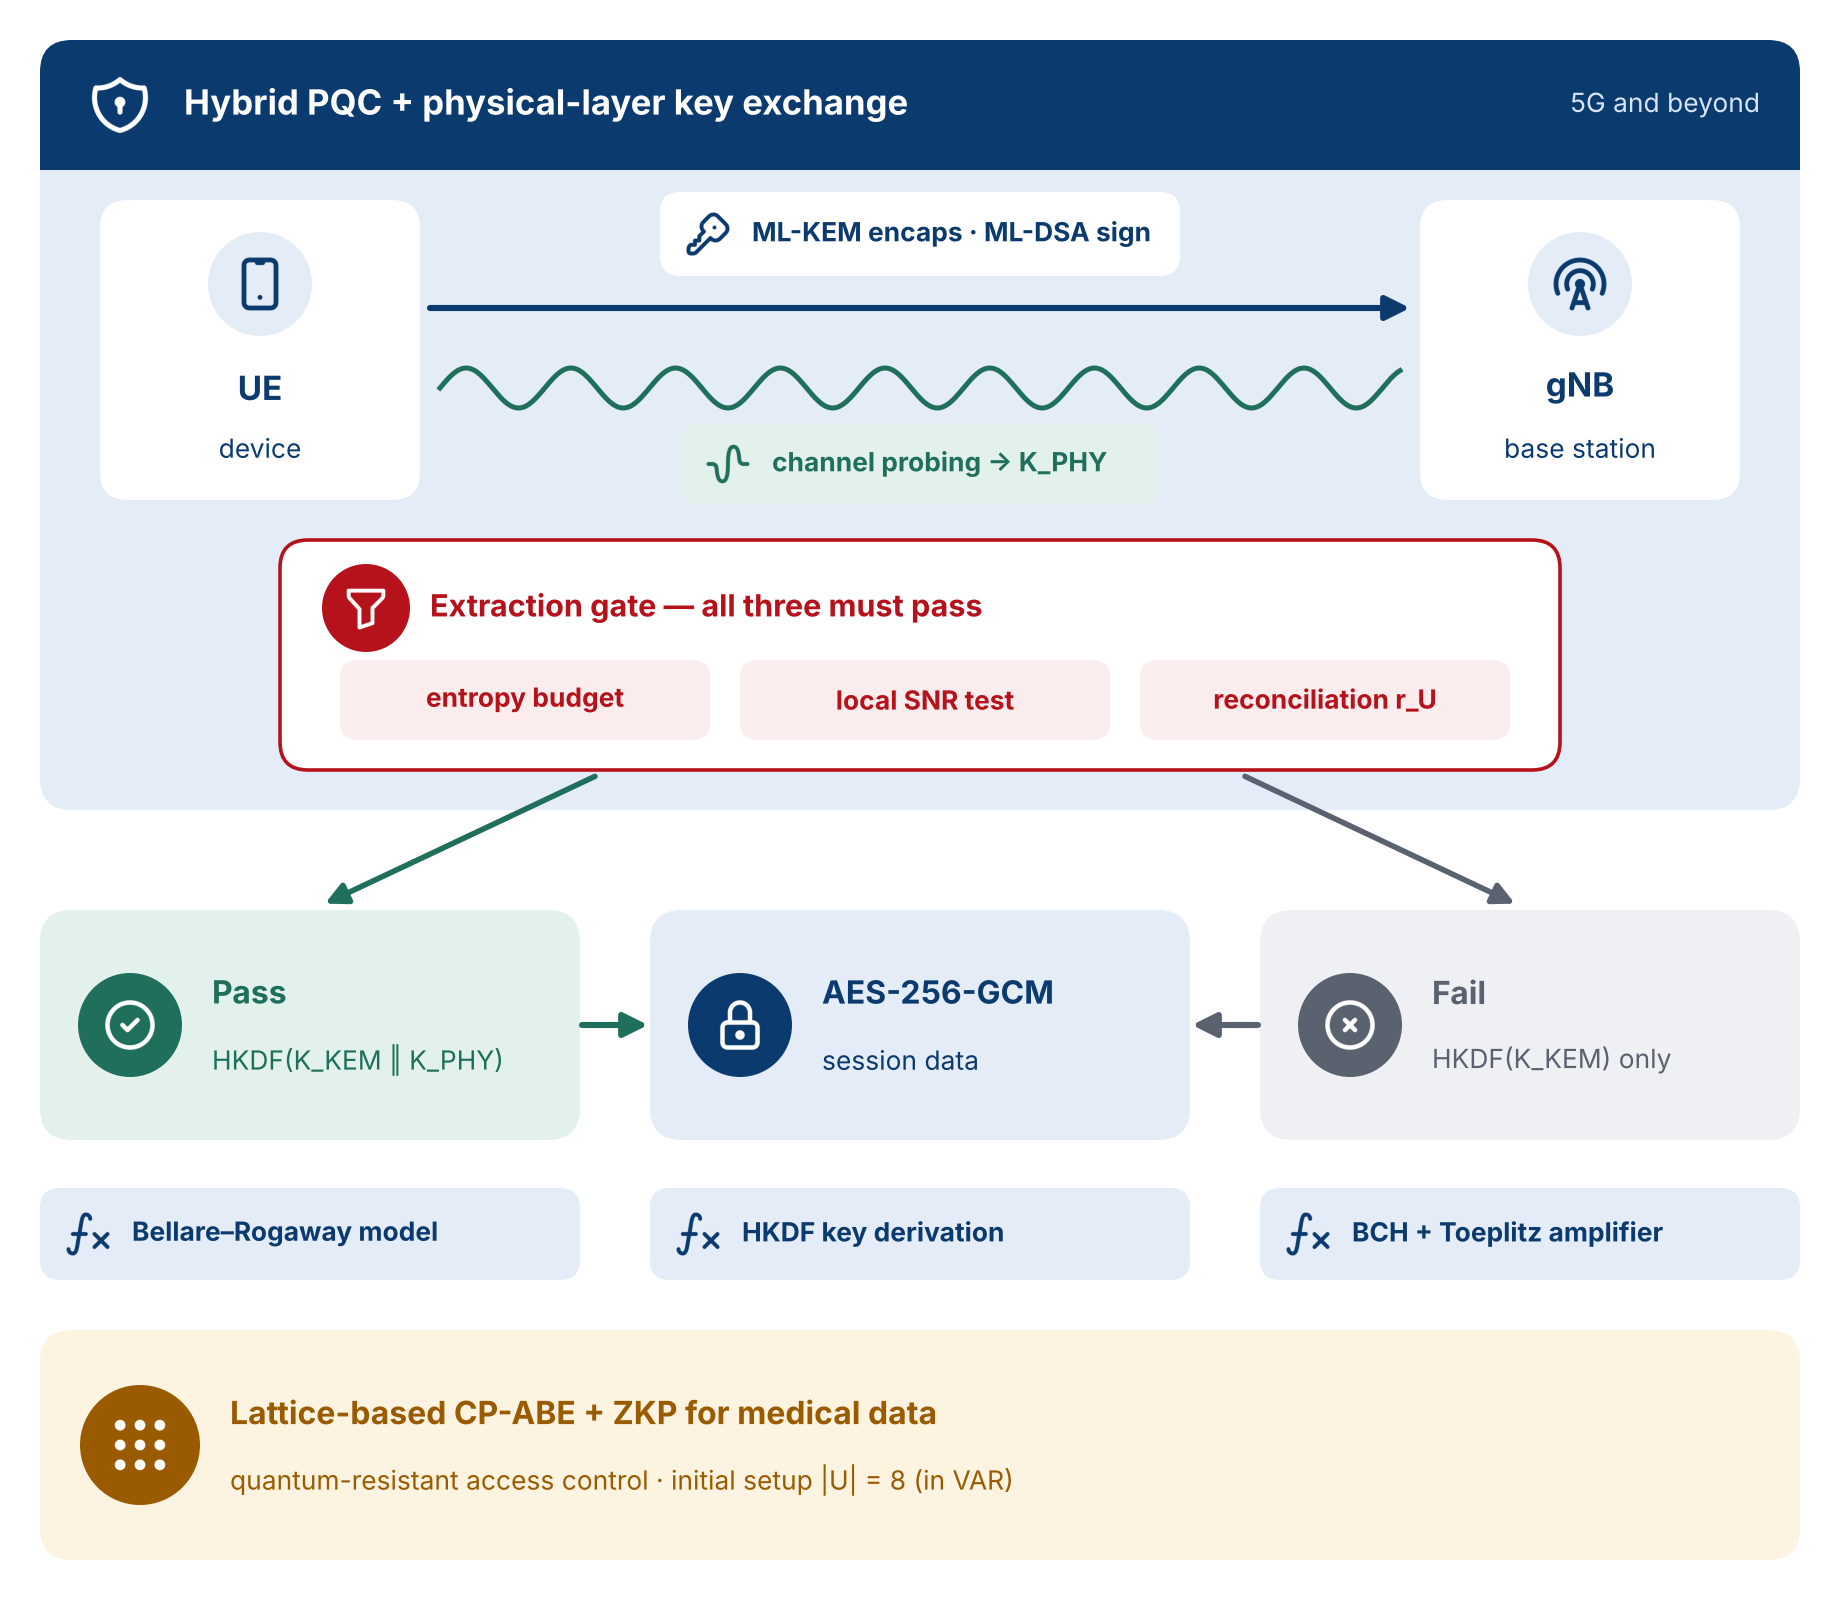 Hybrid PQC + physical-layer key exchange
5G and beyond
ML-KEM encaps · ML-DSA sign
UE
device
gNB
base station
channel probing → K_PHY
Extraction gate — all three must pass
entropy budget
local SNR test
reconciliation r_U
Pass
HKDF(K_KEM ‖ K_PHY)
AES-256-GCM
session data
Fail
HKDF(K_KEM) only
Bellare–Rogaway model
HKDF key derivation
BCH + Toeplitz amplifier
Lattice-based CP-ABE + ZKP for medical data
quantum-resistant access control · initial setup |U| = 8 (in VAR)